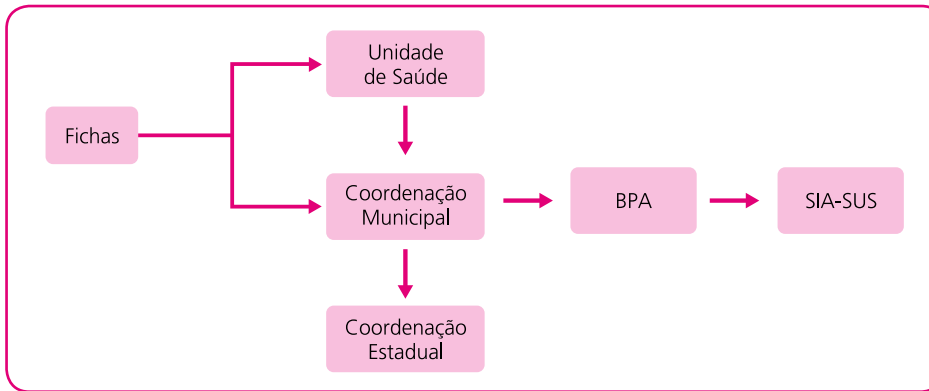 Unidade
de Saúde
Fichas
Coordenação
Municipal
BPA
SIA-SUS
Coordenação
Estadual